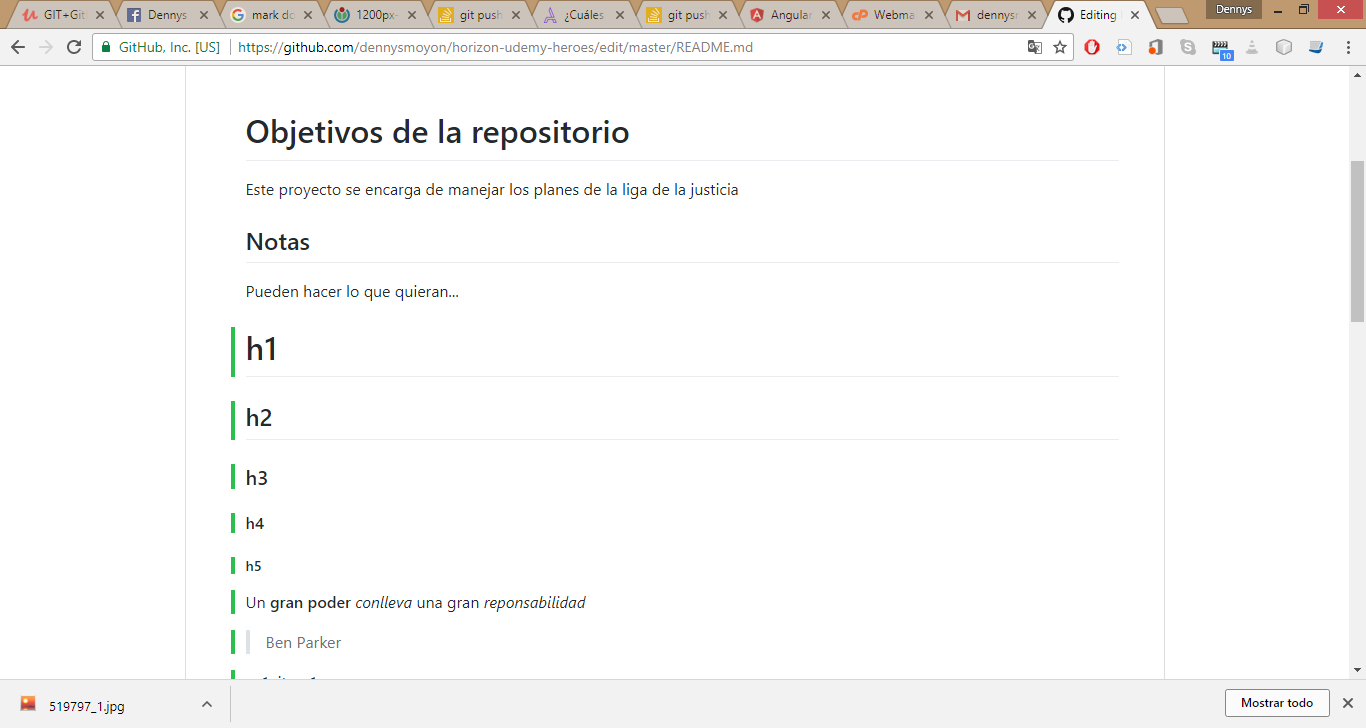 GIT+Git
Dennys
mark do
1200px-
git push
¿Cuáles
git push
Angular
Webma
dennysm
Editing
Dennys
GitHub, Inc. [US]
https://github.com/dennysmoyon/horizon-udemy-heroes/edit/master/README.md
10
Objetivos de la repositorio
Este proyecto se encarga de manejar los planes de la liga de la justicia
Notas
Pueden hacer lo que quieran...
h1
h2
h3
h4
h5
Un gran poder conlleva una gran reponsabilidad
Ben Parker
519797_1.jpg
Mostrar todo